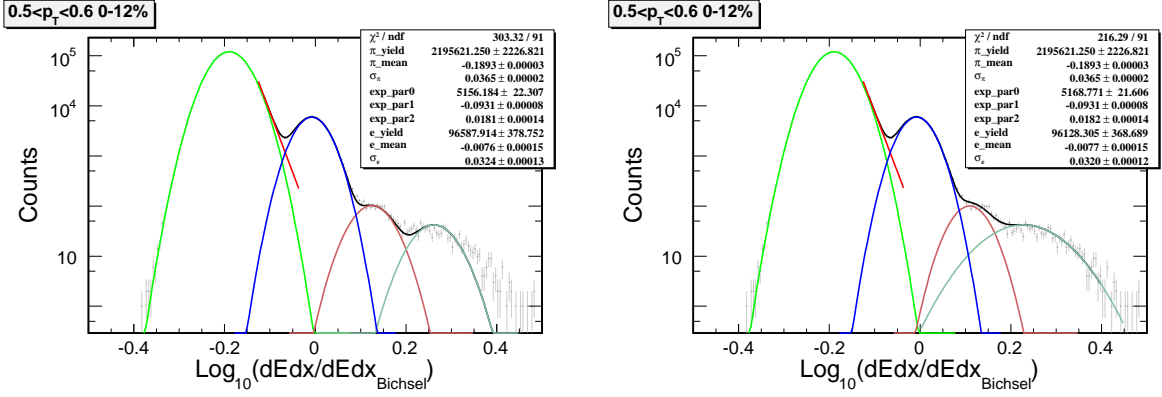 0.5<p_T<0.6 0-12%
χ² / ndf 303.32 / 91
π_yield 2195621.250 ± 2226.821
π_mean -0.1893 ± 0.00003
σ_π 0.0365 ± 0.00002
exp_par0 5156.184 ± 22.307
exp_par1 -0.0931 ± 0.00008
exp_par2 0.0181 ± 0.00014
e_yield 96587.914 ± 378.752
e_mean -0.0076 ± 0.00015
σ_e 0.0324 ± 0.00013
Counts
10⁵
10⁴
10
-0.4 -0.2 0 0.2 0.4
Log₁₀(dEdx/dEdx_Bichsel)
0.5<p_T<0.6 0-12%
χ² / ndf 216.29 / 91
π_yield 2195621.250 ± 2226.821
π_mean -0.1893 ± 0.00003
σ_π 0.0365 ± 0.00002
exp_par0 5168.771 ± 21.606
exp_par1 -0.0931 ± 0.00008
exp_par2 0.0182 ± 0.00014
e_yield 96128.305 ± 368.689
e_mean -0.0077 ± 0.00015
σ_e 0.0320 ± 0.00012
Counts
10⁵
10⁴
10
-0.4 -0.2 0 0.2 0.4
Log₁₀(dEdx/dEdx_Bichsel)